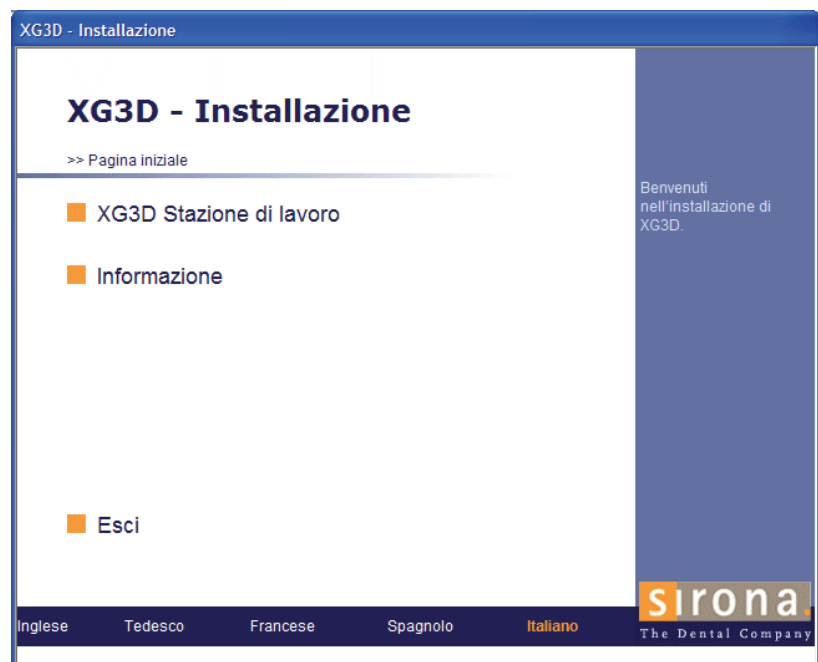 XG3D - Installazione
XG3D - Installazione
>> Pagina iniziale
Benvenuti
nell'installazione di
XG3D.
XG3D Stazione di lavoro
Informazione
Esci
Inglese Tedesco Francese Spagnolo Italiano
sirona.
The Dental Company